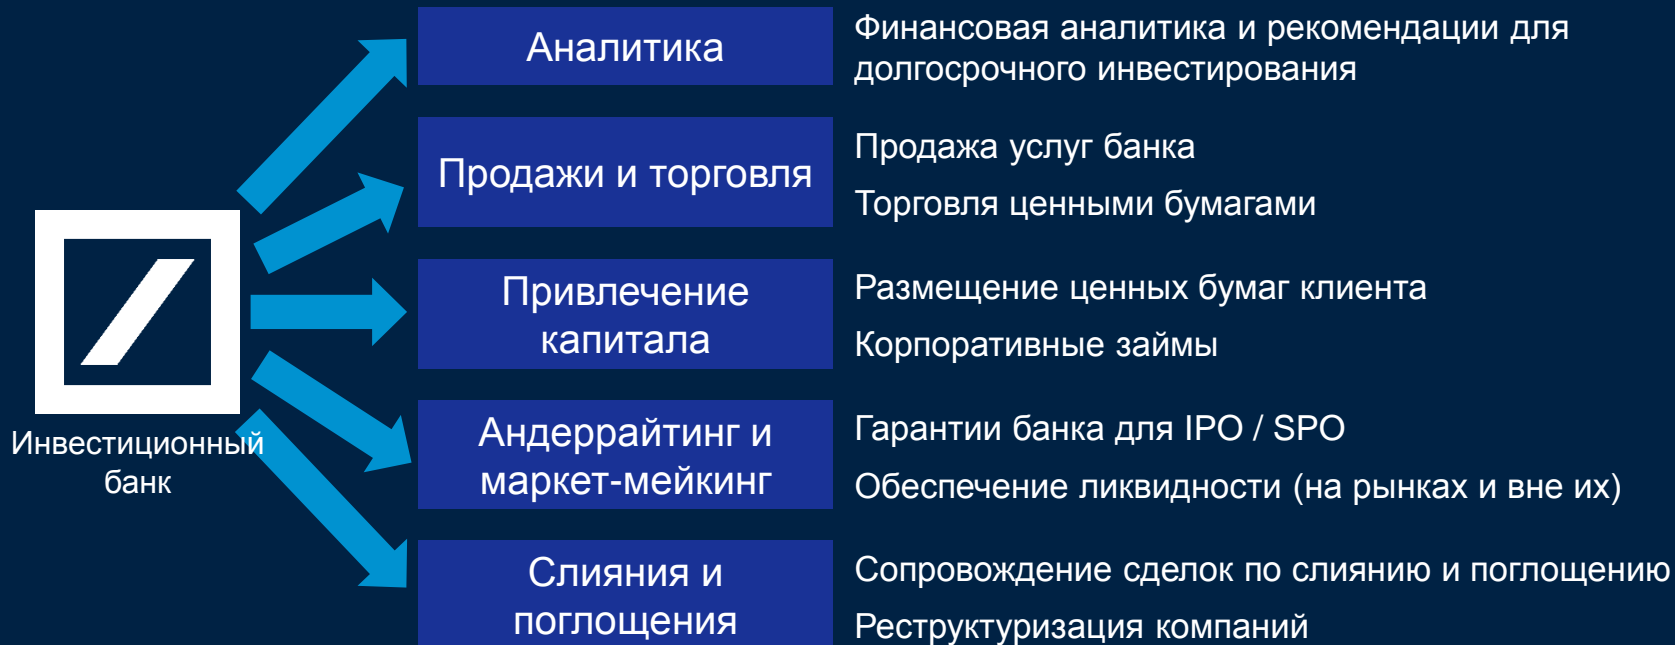 Аналитика
Финансовая аналитика и рекомендации для
долгосрочного инвестирования
Продажи и торговля
Продажа услуг банка
Торговля ценными бумагами
Привлечение
капитала
Размещение ценных бумаг клиента
Корпоративные займы
Инвестиционный
банк
Андеррайтинг и
маркет-мейкинг
Гарантии банка для IPO / SPO
Обеспечение ликвидности (на рынках и вне их)
Слияния и
поглощения
Сопровождение сделок по слиянию и поглощению
Реструктуризация компаний